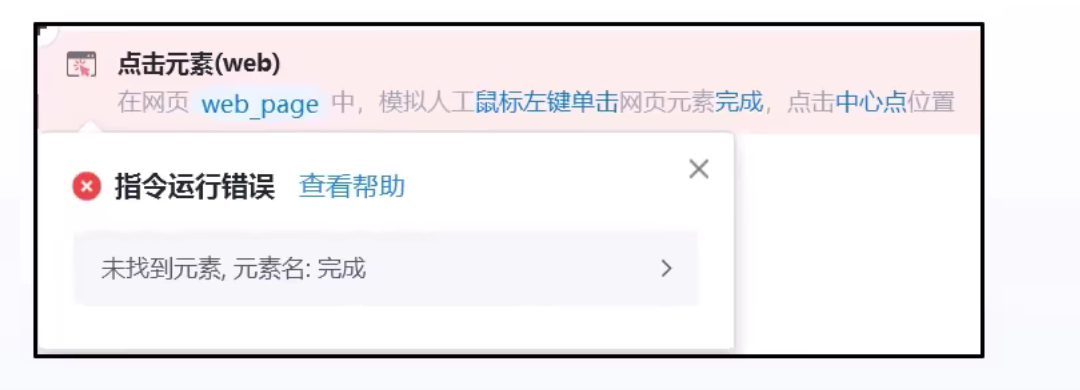 点击元素(web)
在网页 web_page 中，模拟人工鼠标左键单击网页元素完成，点击中心点位置
指令运行错误 查看帮助
未找到元素, 元素名: 完成